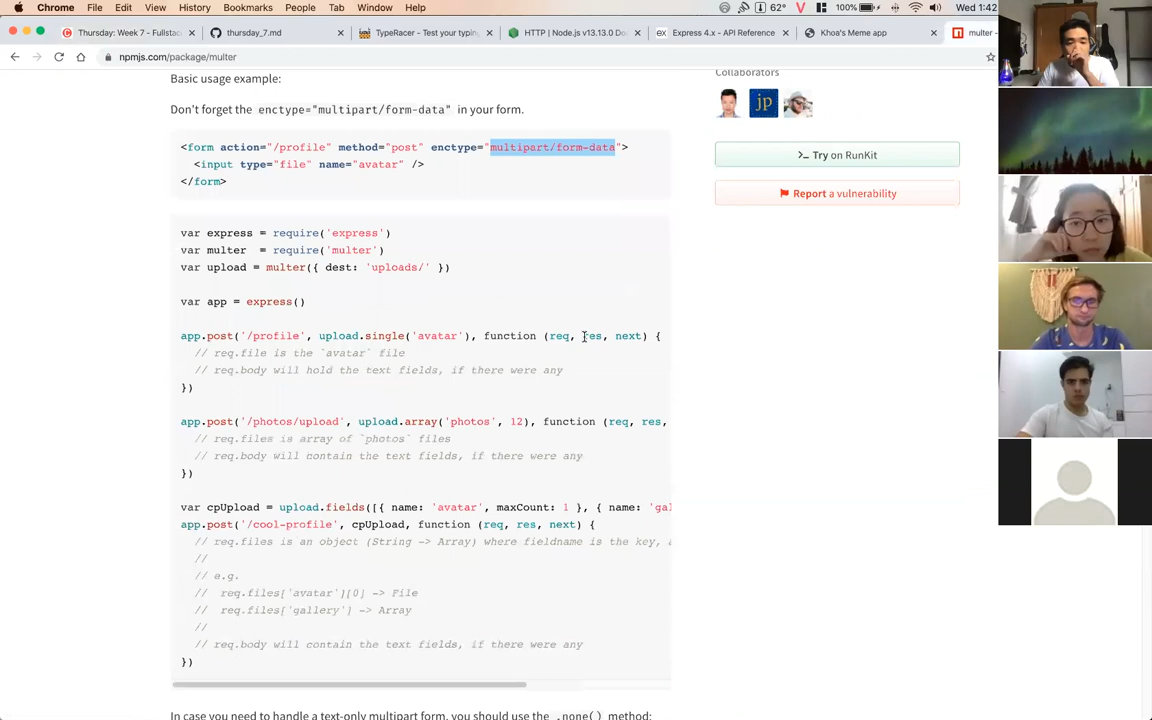 Chrome File Edit View History Bookmarks People Tab Window Help 62° 100% Wed 1:42
Thursday: Week 7 - Fullsta
thursday_7.md
TypeRacer - Test your typing
HTTP | Node.js v13.13.0 Do
Express 4.x - API Reference
Khoa's Meme app
multer -
npmjs.com/package/multer
Basic usage example:
Collaborators
Don't forget the enctype="multipart/form-data" in your form.
jp
<form action="/profile" method="post" enctype="multipart/form-data">
<input type="file" name="avatar" />
</form>
Try on RunKit
Report a vulnerability
var express = require('express')
var multer  = require('multer')
var upload = multer({ dest: 'uploads/' })
var app = express()
app.post('/profile', upload.single('avatar'), function (req, res, next) {
// req.file is the `avatar` file
// req.body will hold the text fields, if there were any
})
app.post('/photos/upload', upload.array('photos', 12), function (req, res,
// req.files is array of `photos` files
// req.body will contain the text fields, if there were any
})
var cpUpload = upload.fields([{ name: 'avatar', maxCount: 1 }, { name: 'gal
app.post('/cool-profile', cpUpload, function (req, res, next) {
// req.files is an object (String -> Array) where fieldname is the key, a
//
// e.g.
//  req.files['avatar'][0] -> File
//  req.files['gallery'] -> Array
//
// req.body will contain the text fields, if there were any
})
In case you need to handle a text-only multipart form, you should use the .none() method: